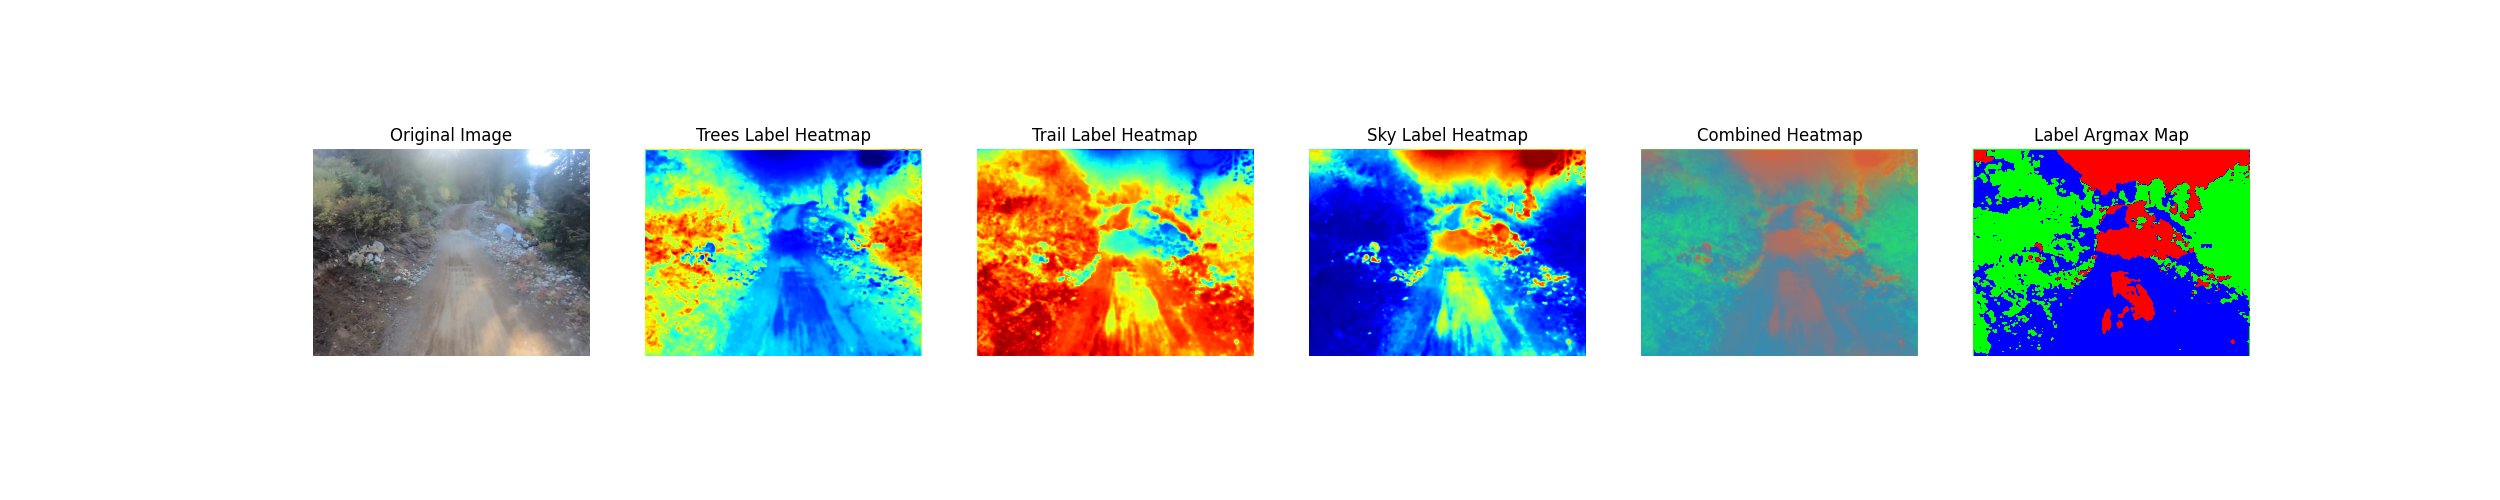 Original Image
Trees Label Heatmap
Trail Label Heatmap
Sky Label Heatmap
Combined Heatmap
Label Argmax Map